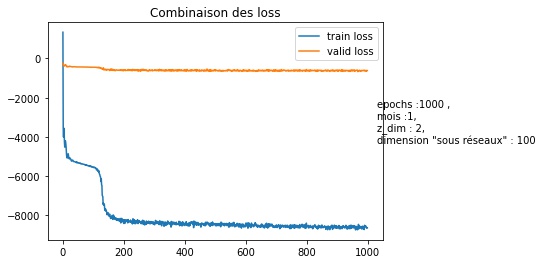 Combinaison des loss
train loss
valid loss
0
−2000
−4000
−6000
−8000
epochs :1000 ,
mois :1,
z_dim : 2,
dimension "sous réseaux" : 100
0
200
400
600
800
1000